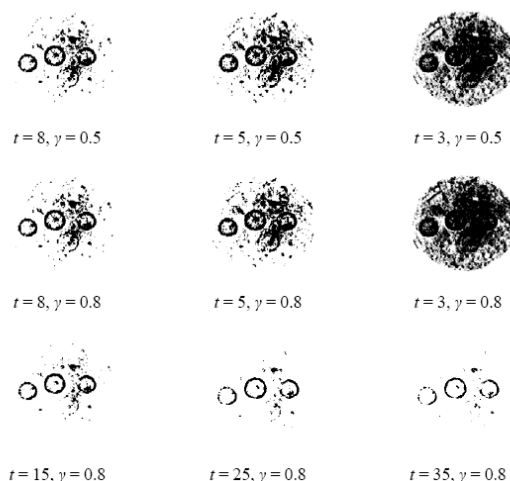 t = 8, γ = 0.5 t = 5, γ = 0.5 t = 3, γ = 0.5
t = 8, γ = 0.8 t = 5, γ = 0.8 t = 3, γ = 0.8
t = 15, γ = 0.8 t = 25, γ = 0.8 t = 35, γ = 0.8